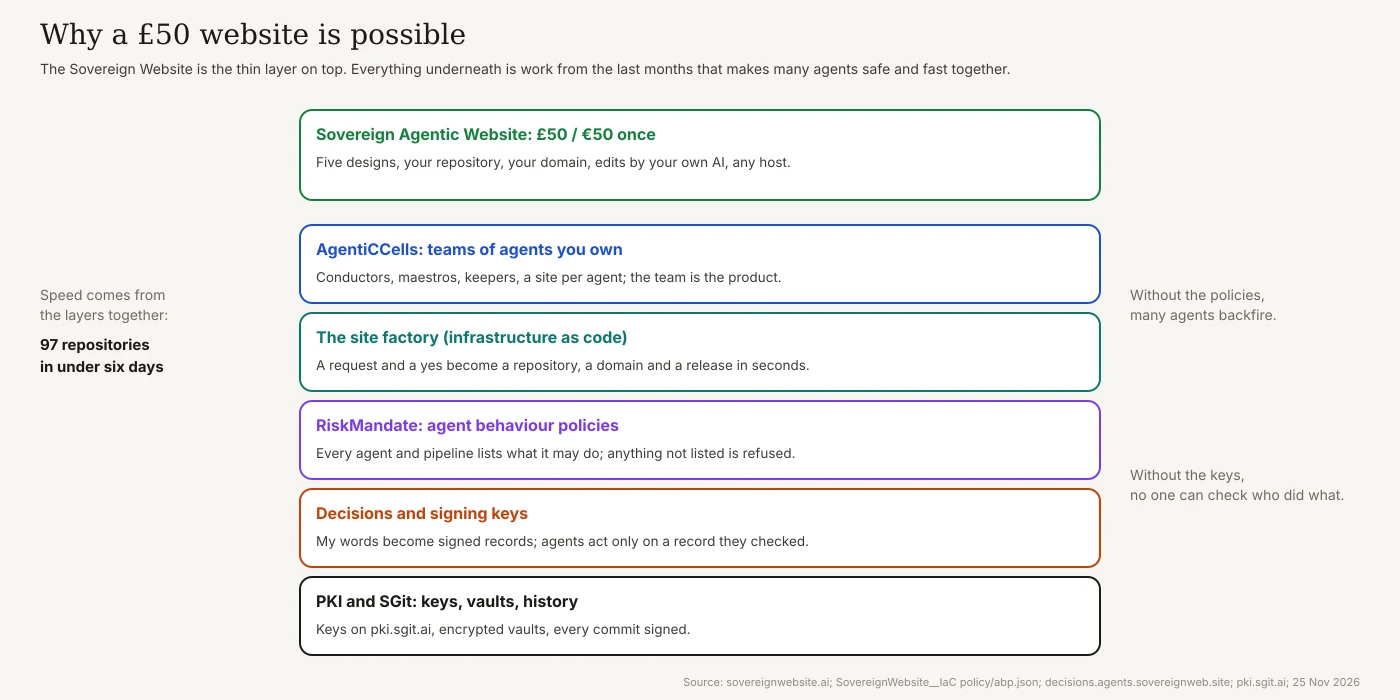 Why a £50 website is possible
The Sovereign Website is the thin layer on top. Everything underneath is work from the last months that makes many agents safe and fast together.
Sovereign Agentic Website: £50 / €50 once
Five designs, your repository, your domain, edits by your own AI, any host.
AgentiCCells: teams of agents you own
Conductors, maestros, keepers, a site per agent; the team is the product.
Speed comes from
the layers together:
97 repositories
in under six days
Without the policies,
many agents backfire.
The site factory (infrastructure as code)
A request and a yes become a repository, a domain and a release in seconds.
RiskMandate: agent behaviour policies
Every agent and pipeline lists what it may do; anything not listed is refused.
Without the keys,
no one can check who did what.
Decisions and signing keys
My words become signed records; agents act only on a record they checked.
PKI and SGit: keys, vaults, history
Keys on pki.sgit.ai, encrypted vaults, every commit signed.
Source: sovereignwebsite.ai; SovereignWebsite__IaC policy/abp.json; decisions.agents.sovereignweb.site; pki.sgit.ai; 25 Nov 2026